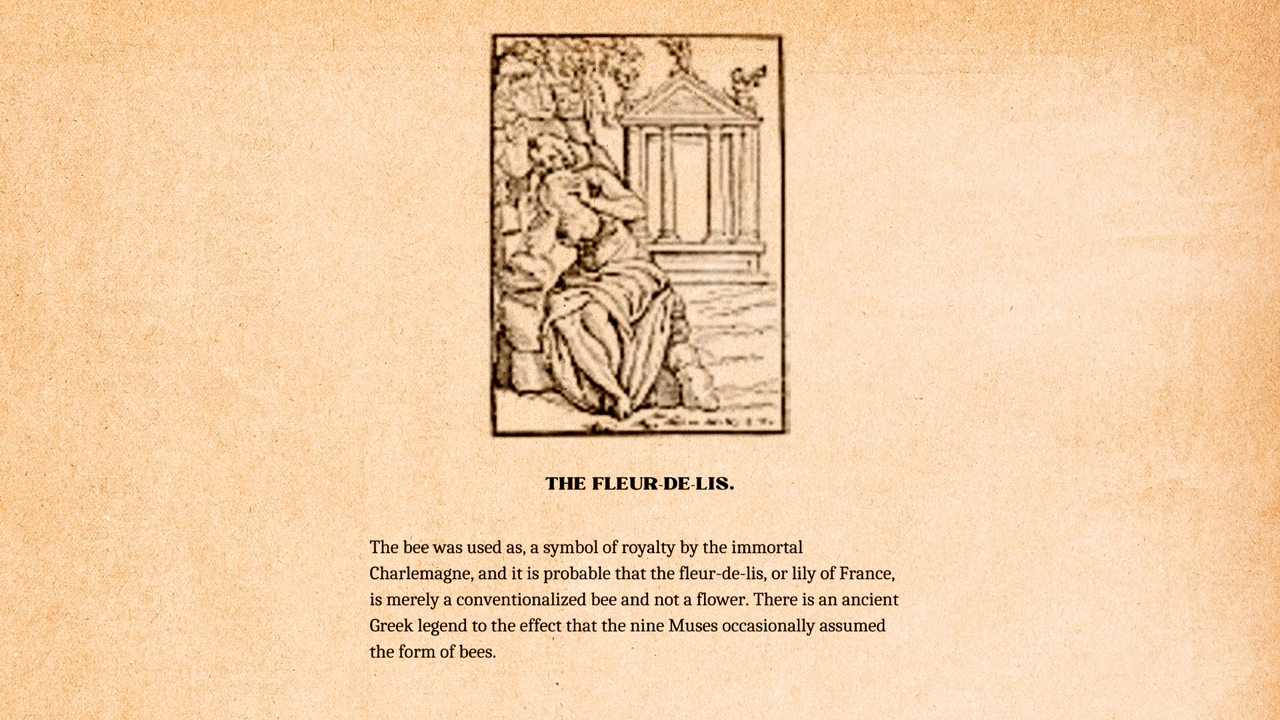 THE FLEUR-DE-LIS.
The bee was used as, a symbol of royalty by the immortal
Charlemagne, and it is probable that the fleur-de-lis, or lily of France,
is merely a conventionalized bee and not a flower. There is an ancient
Greek legend to the effect that the nine Muses occasionally assumed
the form of bees.